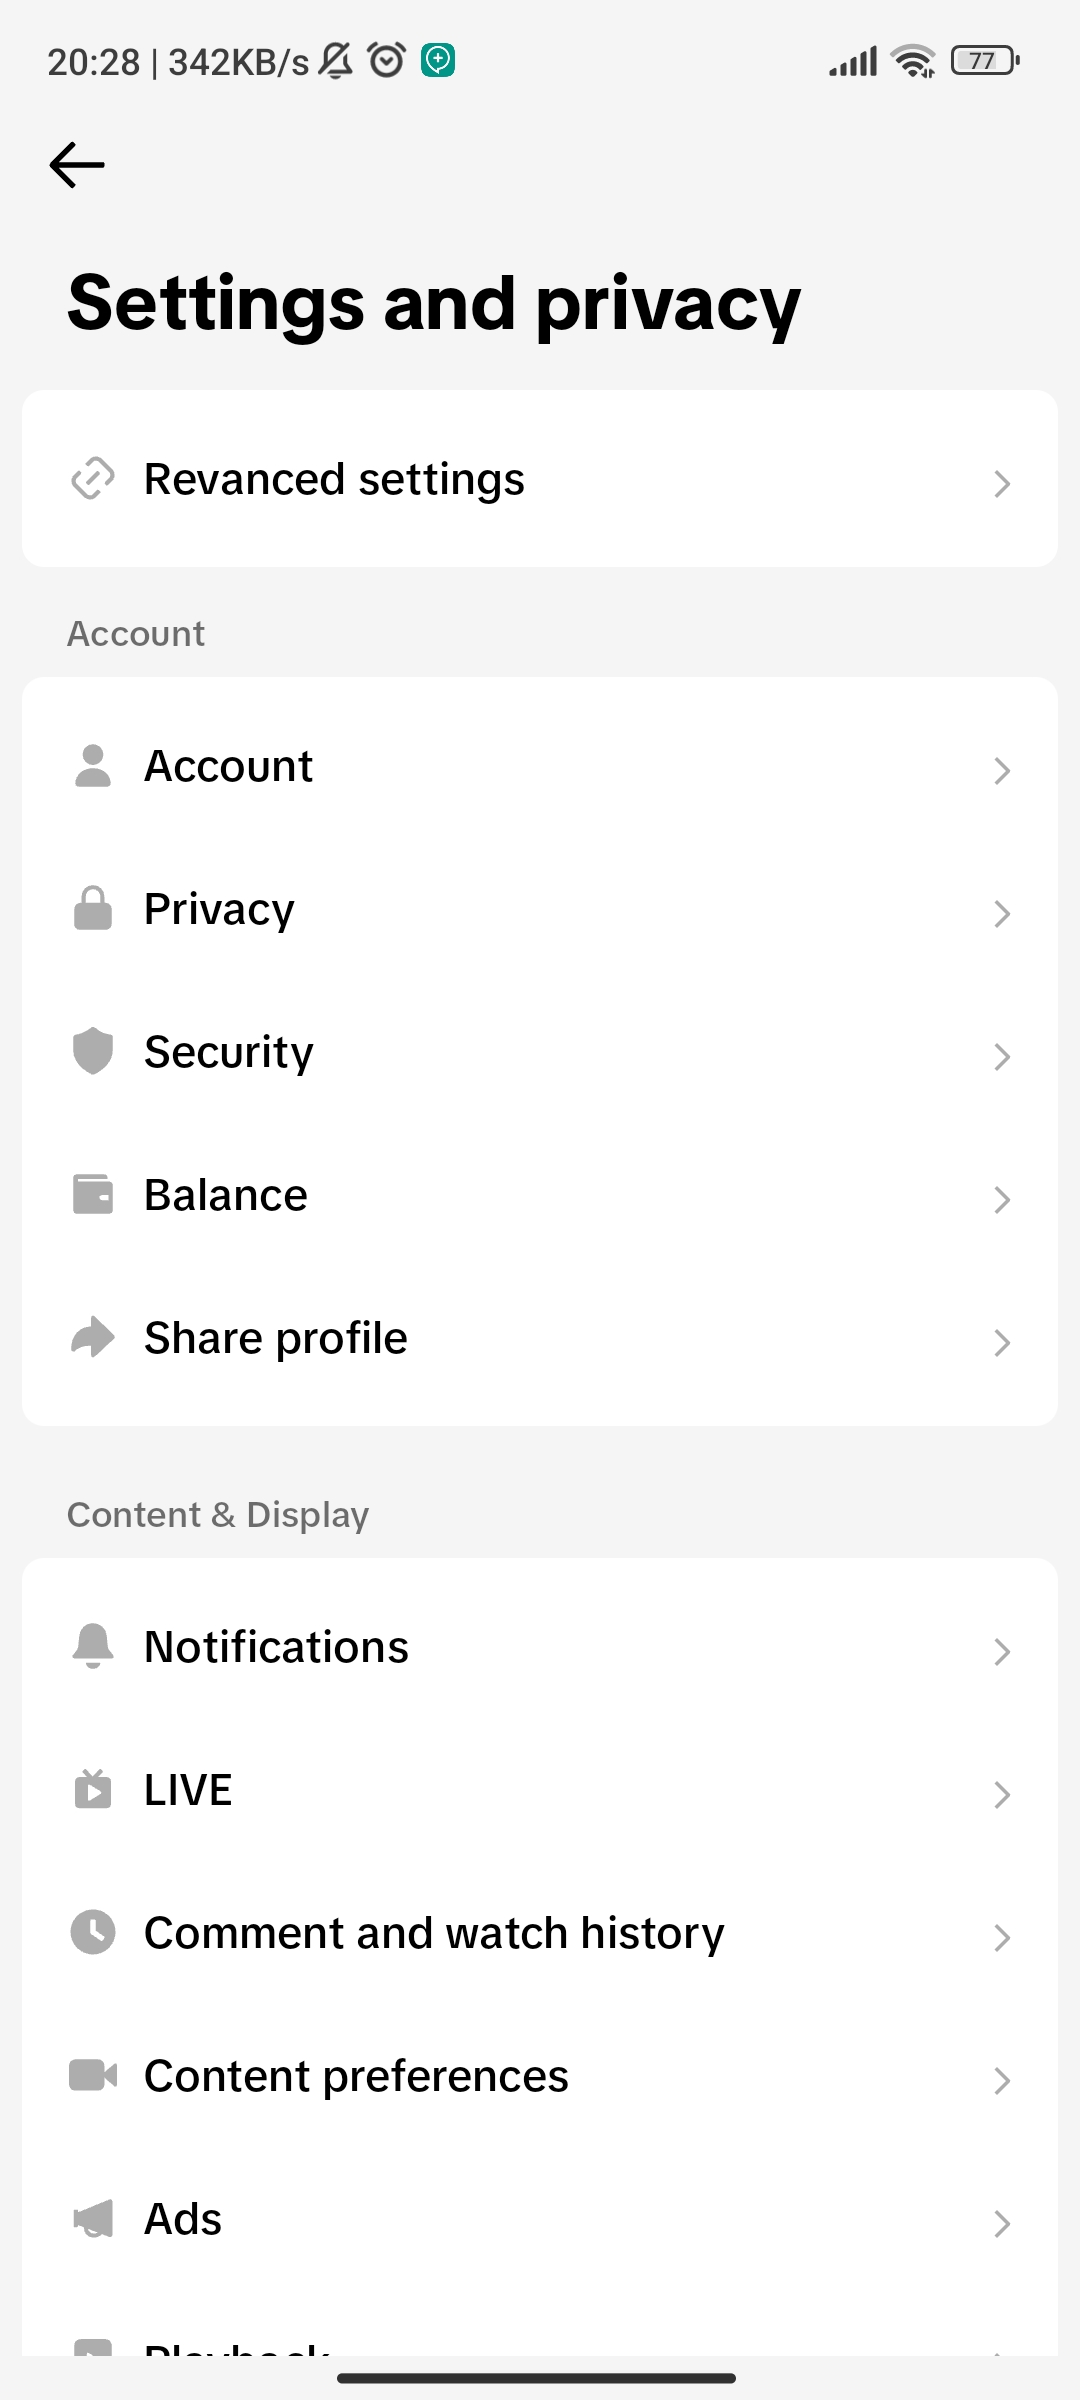 20:28 | 342KB/s
77
Settings and privacy
Revanced settings
Account
Account
Privacy
Security
Balance
Share profile
Content & Display
Notifications
LIVE
Comment and watch history
Content preferences
Ads
Playback